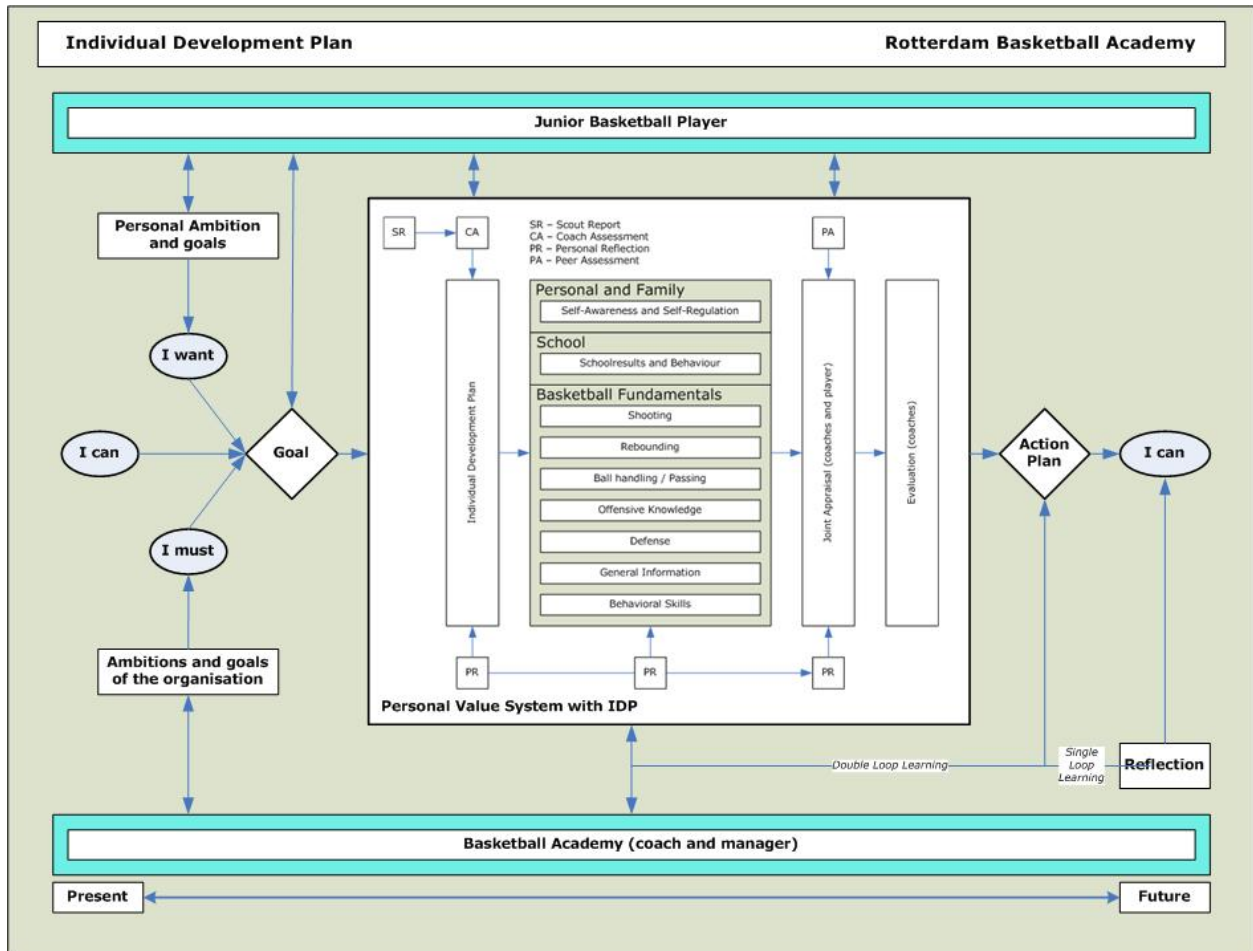 Individual Development Plan
Rotterdam Basketball Academy
Junior Basketball Player
Personal Ambition
and goals
SR
CA
SR – Scout Report
CA – Coach Assessment
PR – Personal Reflection
PA – Peer Assessment
PA
Personal and Family
Self-Awareness and Self-Regulation
School
Schoolresults and Behaviour
Basketball Fundamentals
Shooting
Rebounding
Ball handling / Passing
Offensive Knowledge
Defense
General Information
Behavioral Skills
Individual Development Plan
Joint Appraisal (coaches and player)
Evaluation (coaches)
I want
I can
Goal
I must
Action
Plan
I can
Ambitions and goals
of the organisation
PR
PR
PR
Personal Value System with IDP
Double Loop Learning
Single
Loop
Learning
Reflection
Basketball Academy (coach and manager)
Present
Future